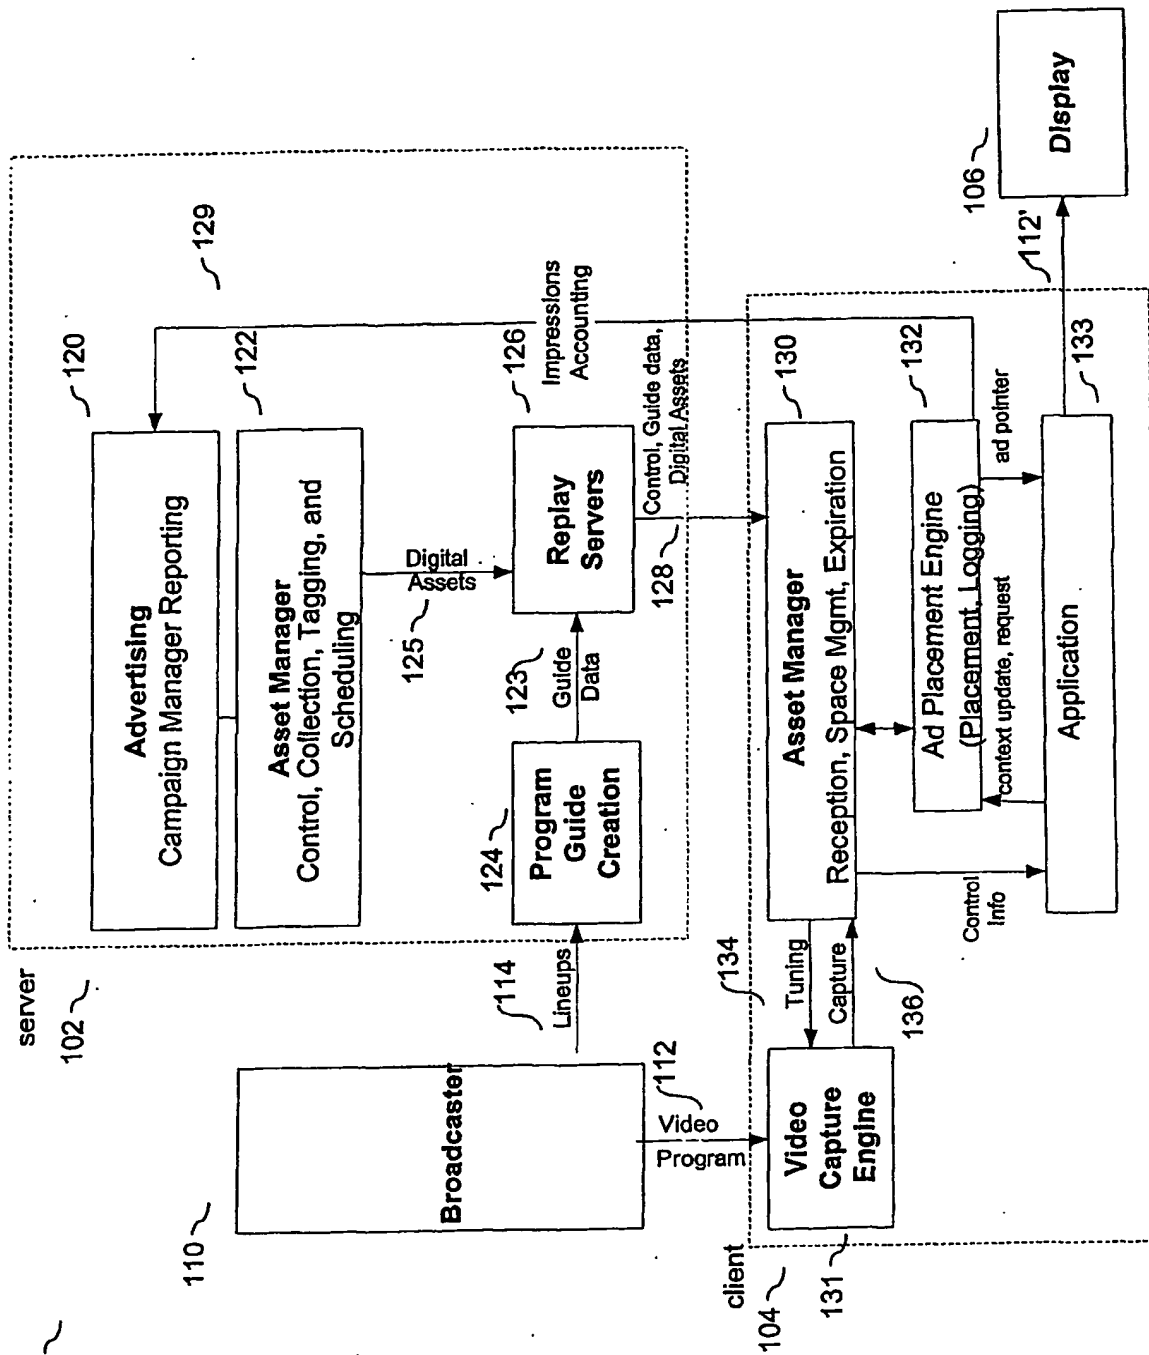 server
102
120
Advertising
Campaign Manager Reporting
129
122
Asset Manager
Control, Collection, Tagging, and
Scheduling
Digital
Assets
125
Impressions
Accounting
126
Replay
Servers
123
Guide
Data
124
Program
Guide
Creation
114
Lineups
110
Broadcaster
112
Video
Program
Control, Guide data,
Digital Assets
128
client
104
130
Asset Manager
Reception, Space Mgmt, Expiration
134
Tuning
Capture
136
Video
Capture
Engine
131
132
Ad Placement Engine
(Placement, Logging)
context update, request
ad pointer
Control
Info
Application
133
112'
106
Display